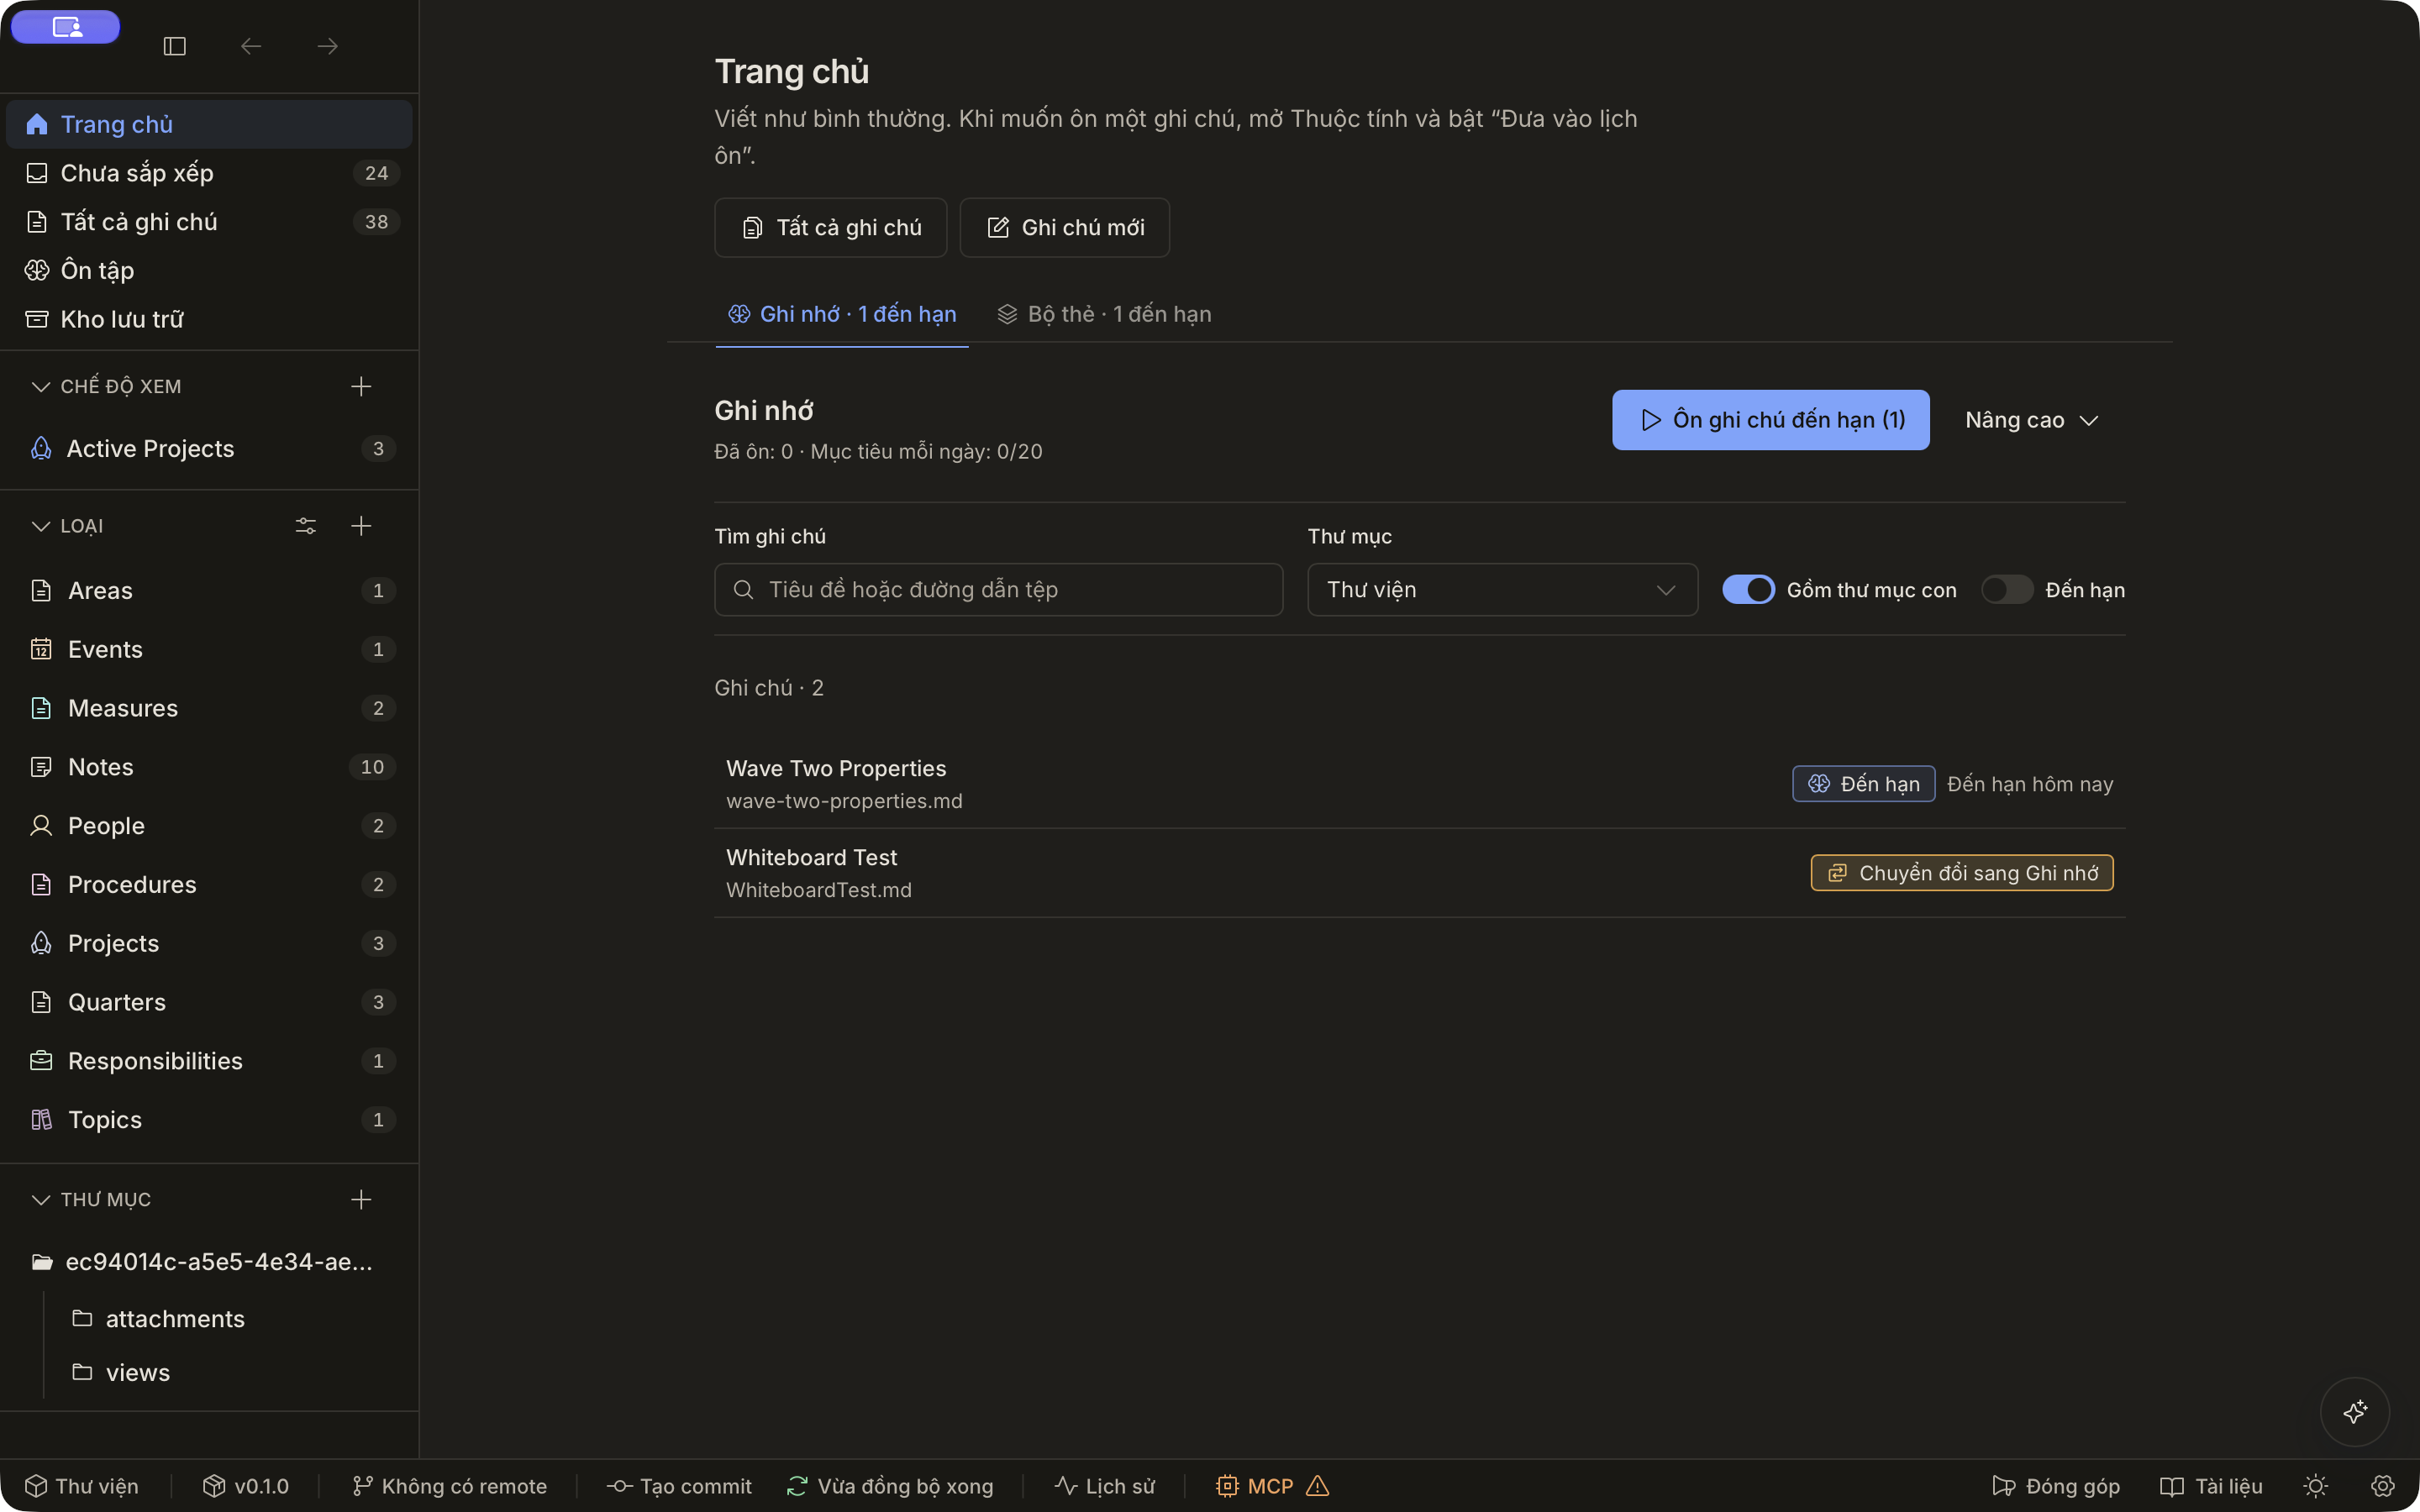 Trang chủ
Chưa sắp xếp 24
Tất cả ghi chú 38
Ôn tập
Kho lưu trữ
CHẾ ĐỘ XEM
Active Projects 3
LOẠI
Areas 1
12 Events 1
Measures 2
Notes 10
People 2
Procedures 2
Projects 3
Quarters 3
Responsibilities 1
Topics 1
THƯ MỤC
ec94014c-a5e5-4e34-ae...
attachments
views
Trang chủ
Viết như bình thường. Khi muốn ôn một ghi chú, mở Thuộc tính và bật “Đưa vào lịch
ôn”.
Tất cả ghi chú Ghi chú mới
Ghi nhớ · 1 đến hạn Bộ thẻ · 1 đến hạn
Ghi nhớ
Đã ôn: 0 · Mục tiêu mỗi ngày: 0/20
Ôn ghi chú đến hạn (1) Nâng cao
Tìm ghi chú Thư mục
Tiêu đề hoặc đường dẫn tệp Thư viện Gồm thư mục con Đến hạn
Ghi chú · 2
Wave Two Properties
wave-two-properties.md
Đến hạn Đến hạn hôm nay
Whiteboard Test
WhiteboardTest.md
Chuyển đổi sang Ghi nhớ
Thư viện v0.1.0 Không có remote Tạo commit Vừa đồng bộ xong Lịch sử MCP Đóng góp Tài liệu